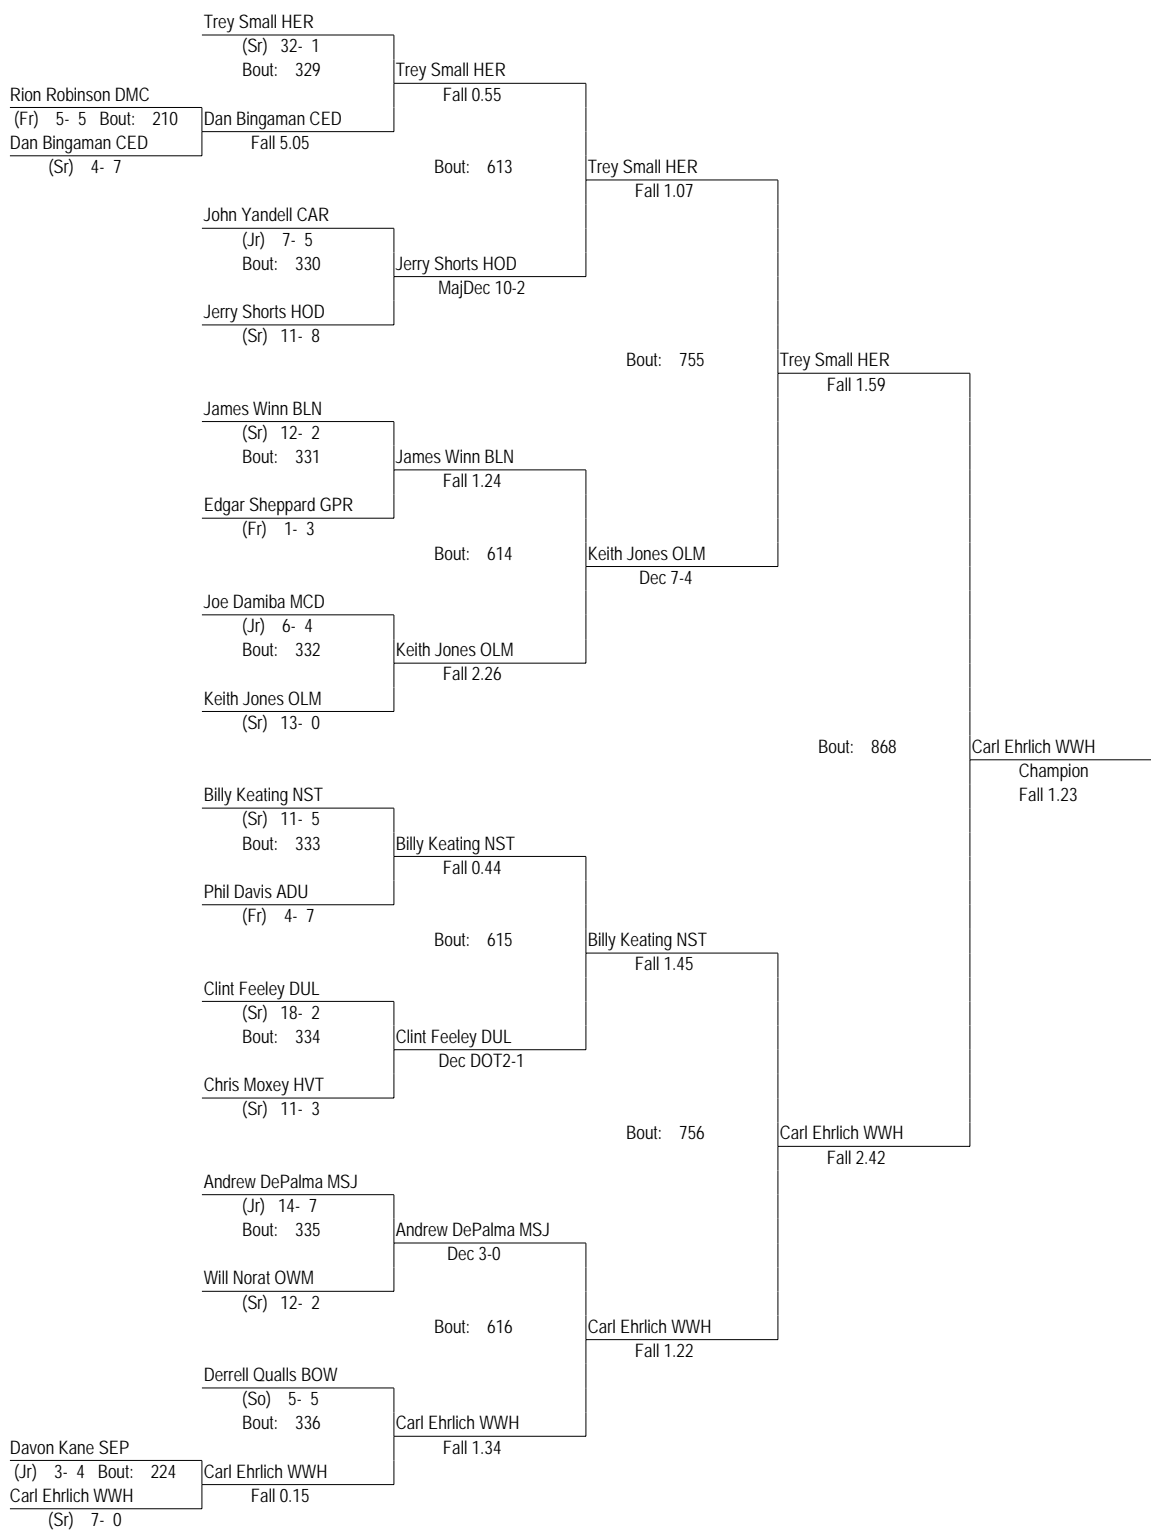 Trey Small HER
(Sr) 32- 1
Bout: 329
Trey Small HER
Fall 0.55
Rion Robinson DMC
(Fr) 5- 5 Bout: 210
Dan Bingaman CED
Dan Bingaman CED
Fall 5.05
(Sr) 4- 7
Bout: 613
Trey Small HER
Fall 1.07
John Yandell CAR
(Jr) 7- 5
Bout: 330
Jerry Shorts HOD
MajDec 10-2
Jerry Shorts HOD
(Sr) 11- 8
Bout: 755
Trey Small HER
Fall 1.59
James Winn BLN
(Sr) 12- 2
Bout: 331
James Winn BLN
Fall 1.24
Edgar Sheppard GPR
(Fr) 1- 3
Bout: 614
Keith Jones OLM
Dec 7-4
Joe Damiba MCD
(Jr) 6- 4
Bout: 332
Keith Jones OLM
Fall 2.26
Keith Jones OLM
(Sr) 13- 0
Bout: 868
Carl Ehrlich WWH
Champion
Fall 1.23
Billy Keating NST
(Sr) 11- 5
Bout: 333
Billy Keating NST
Fall 0.44
Phil Davis ADU
(Fr) 4- 7
Bout: 615
Billy Keating NST
Fall 1.45
Clint Feeley DUL
(Sr) 18- 2
Bout: 334
Clint Feeley DUL
Dec DOT2-1
Chris Moxey HVT
(Sr) 11- 3
Bout: 756
Carl Ehrlich WWH
Fall 2.42
Andrew DePalma MSJ
(Jr) 14- 7
Bout: 335
Andrew DePalma MSJ
Dec 3-0
Will Norat OWM
(Sr) 12- 2
Bout: 616
Carl Ehrlich WWH
Fall 1.22
Derrell Qualls BOW
(So) 5- 5
Bout: 336
Carl Ehrlich WWH
Fall 1.34
Davon Kane SEP
(Jr) 3- 4 Bout: 224
Carl Ehrlich WWH
Carl Ehrlich WWH
Fall 0.15
(Sr) 7- 0